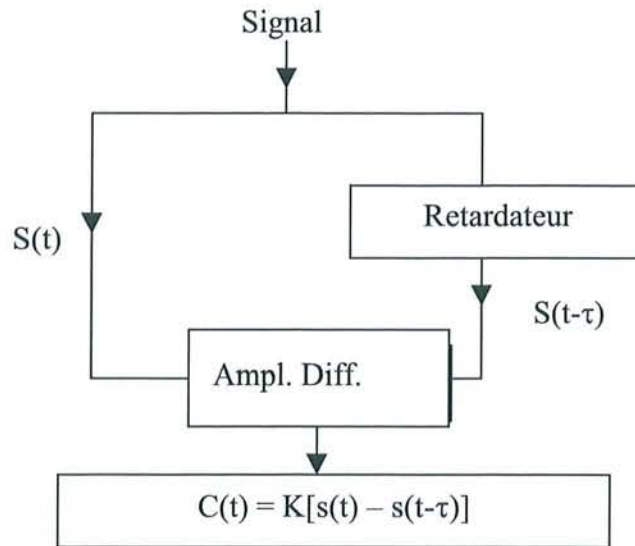 Signal
Retardateur
S(t)
S(t-τ)
Ampl. Diff.
C(t) = K[s(t) – s(t-τ)]